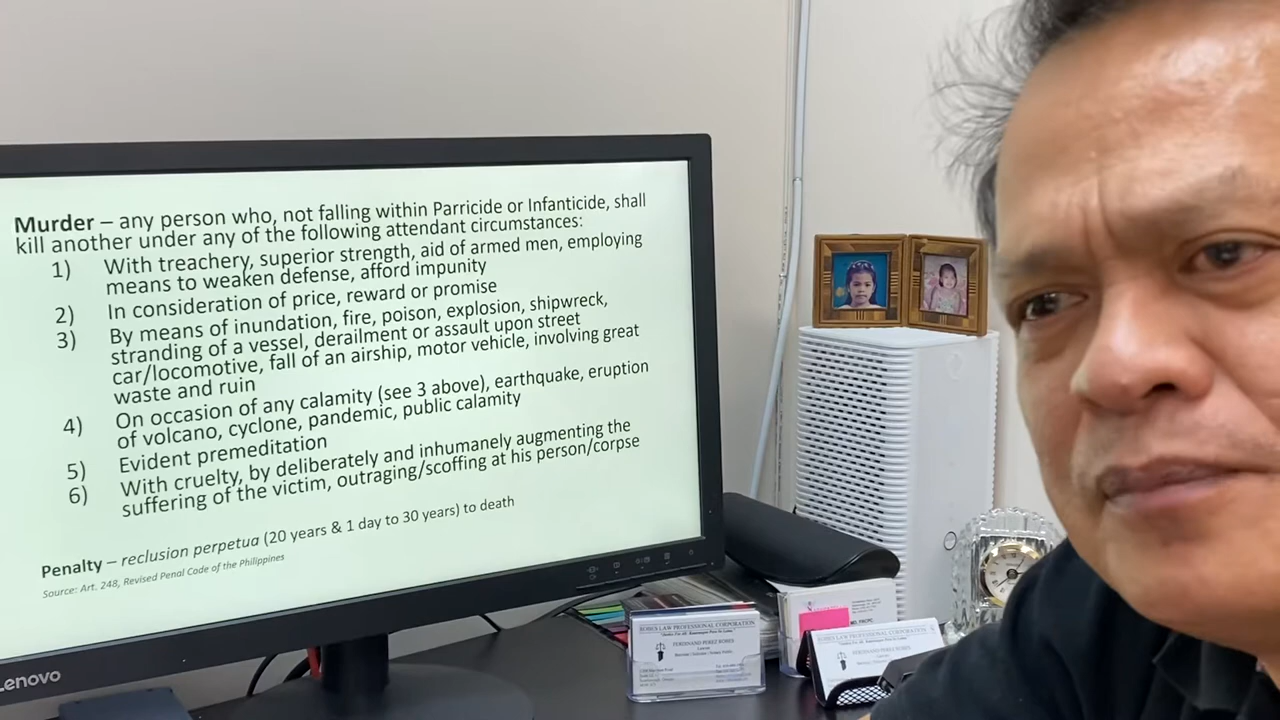 Murder – any person who, not falling within Parricide or Infanticide, shall
kill another under any of the following attendant circumstances:
1) With treachery, superior strength, aid of armed men, employing
means to weaken defense, afford impunity
2) In consideration of price, reward or promise
3) By means of inundation, fire, poison, explosion, shipwreck,
stranding of a vessel, derailment or assault upon street
car/locomotive, fall of an airship, motor vehicle, involving great
waste and ruin
4) On occasion of any calamity (see 3 above), earthquake, eruption
of volcano, cyclone, pandemic, public calamity
5) Evident premeditation
6) With cruelty, by deliberately and inhumanely augmenting the
suffering of the victim, outraging/scoffing at his person/corpse
Penalty – reclusion perpetua (20 years & 1 day to 30 years) to death
Source: Art. 248, Revised Penal Code of the Philippines
Lenovo
LAW PROFESSIONAL CORPORATION
FERDINAND PEREZ
LAW PROFESSIONAL CORPORATION
FERDINAND PEREZ